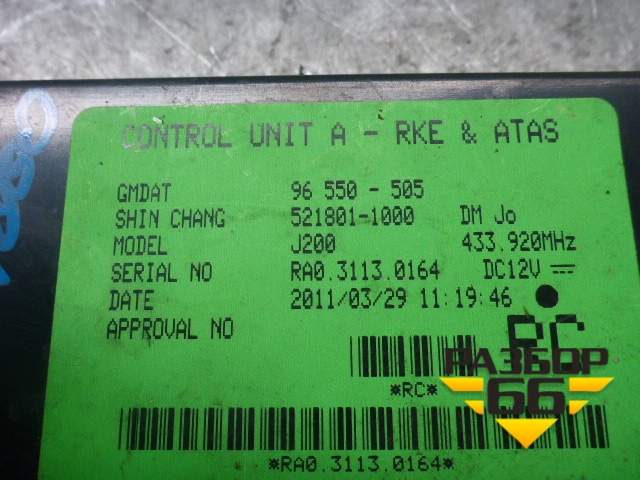 CONTROL UNIT A - RKE & ATAS
GMDAT 96 550 - 505
SHIN CHANG 521801-1000 DM Jo
MODEL J200 433.920MHz
SERIAL NO RA0.3113.0164 DC12V
DATE 2011/03/29 11:19:46
APPROVAL NO
RC
*RC*
РАЗБОР
66
*RA0.3113.0164*